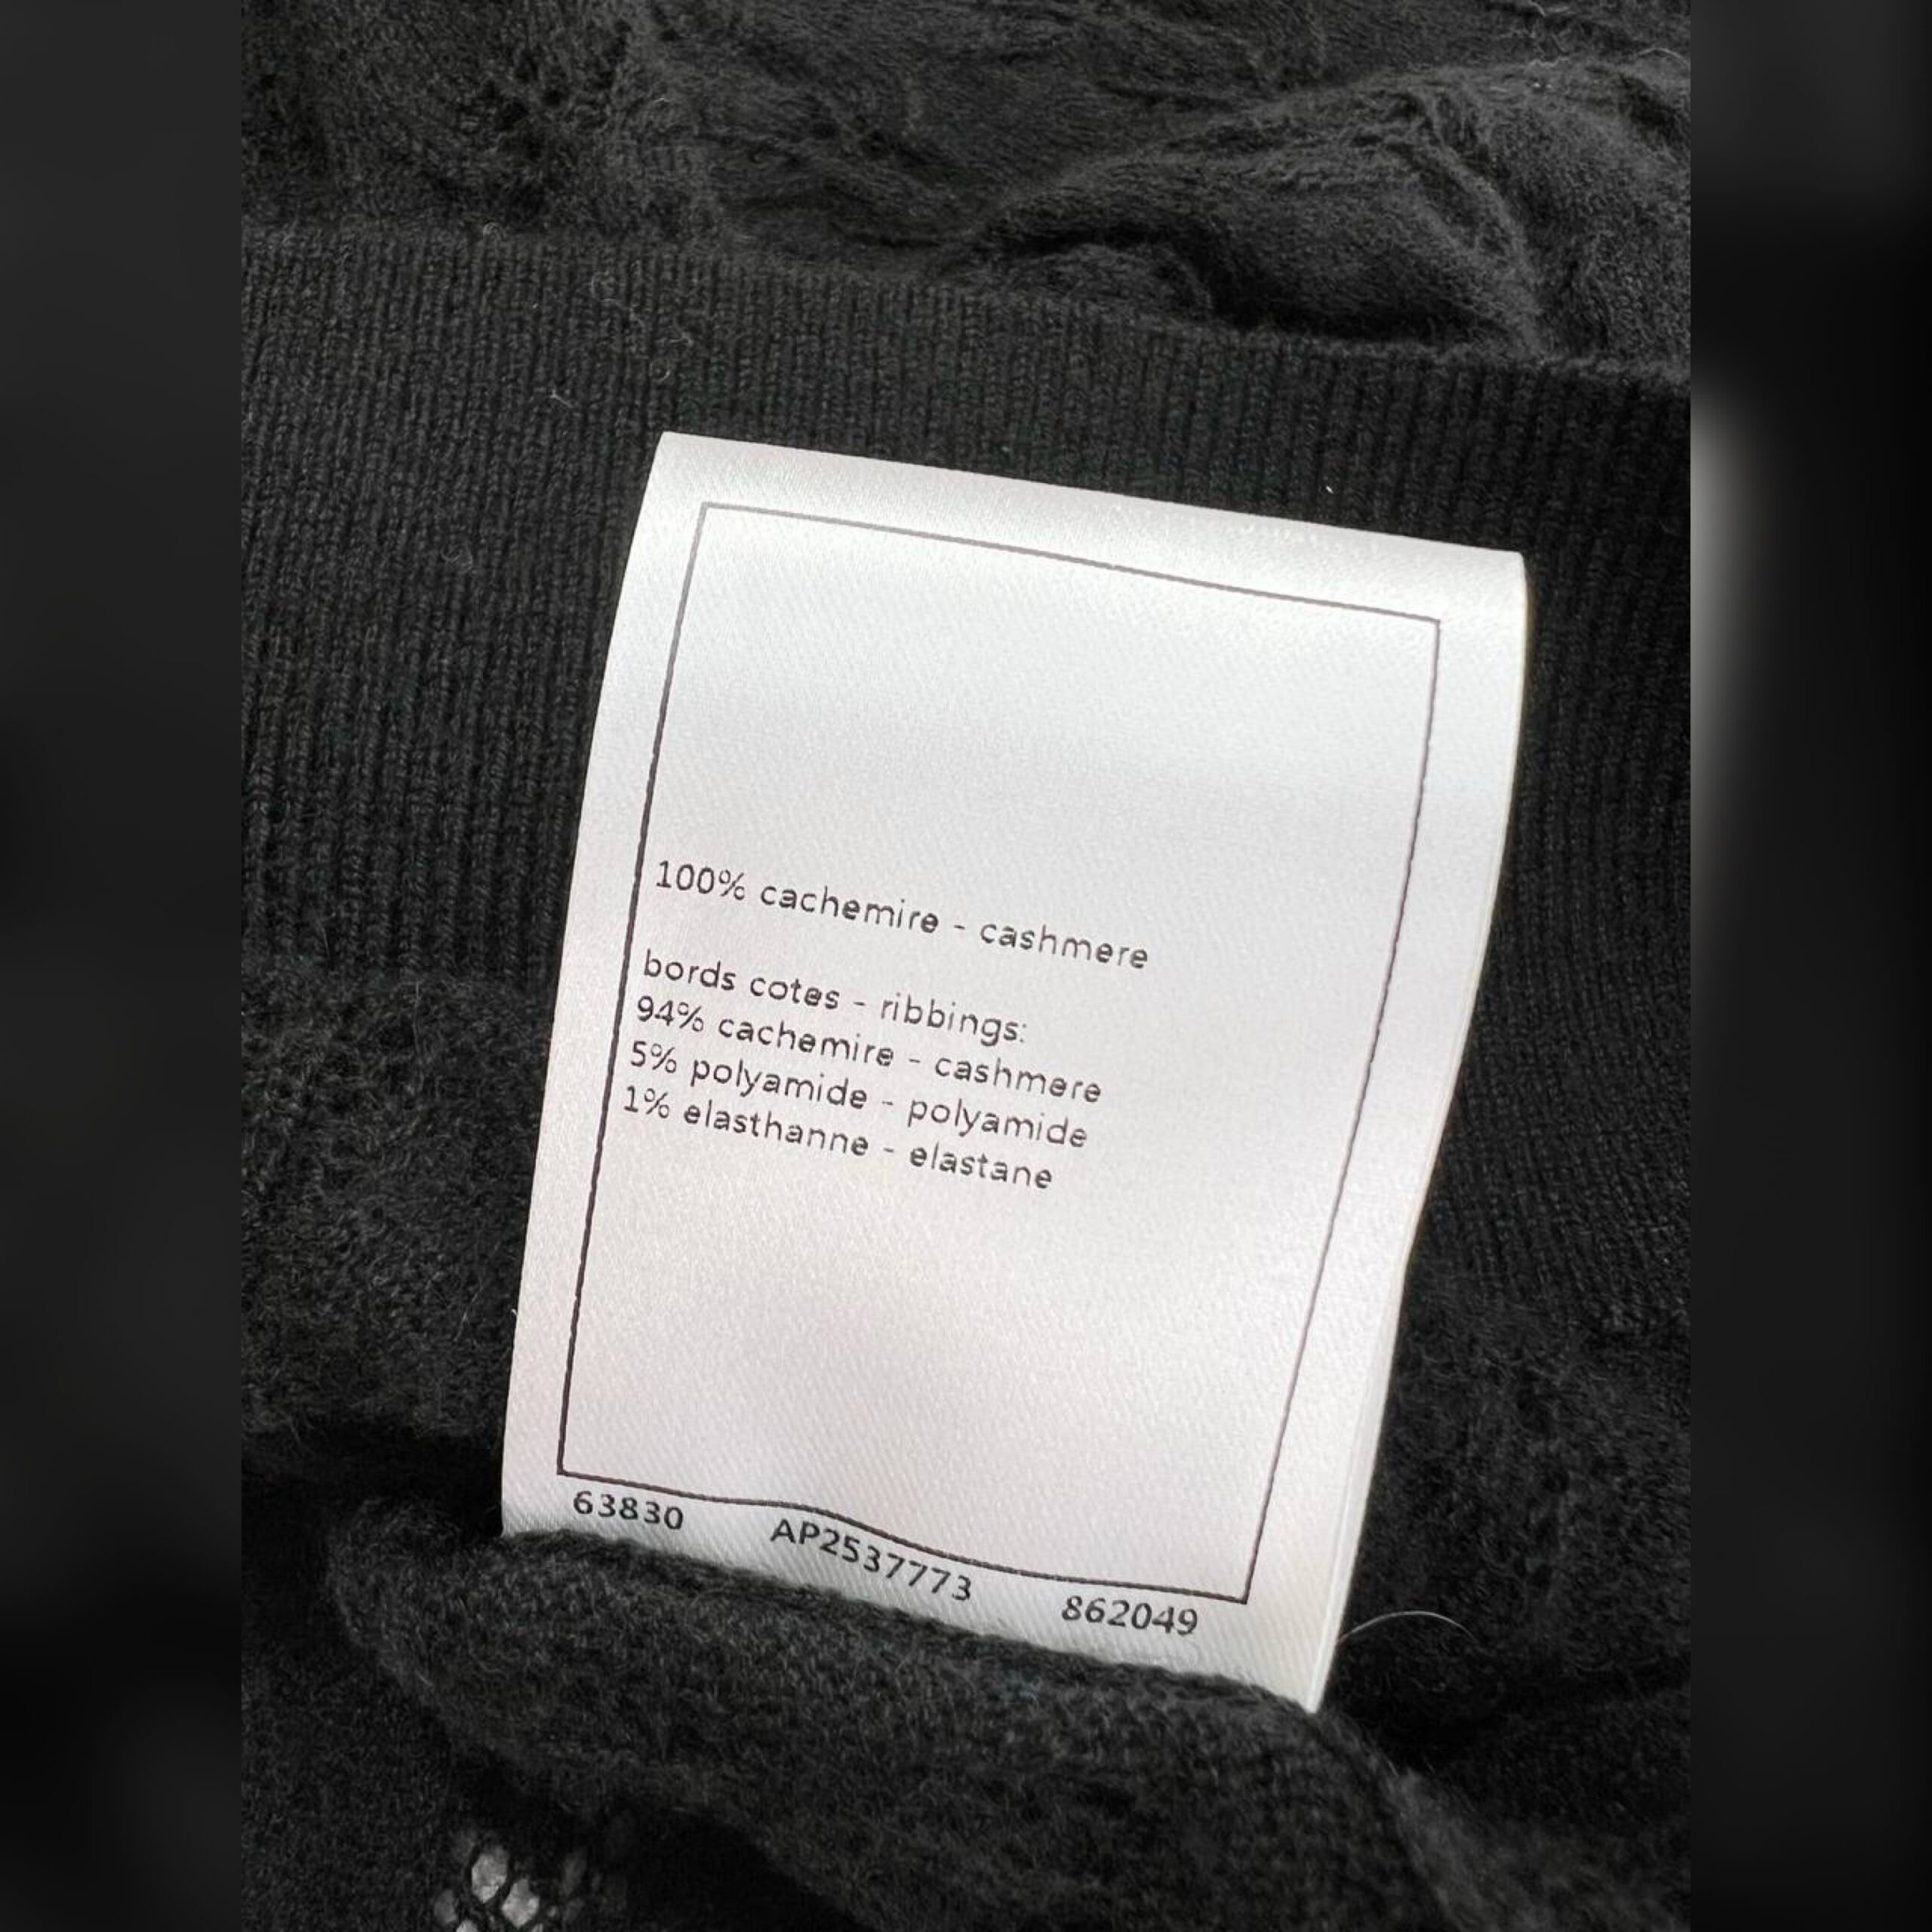 100% cachemire - cashmere
bords cotes - ribbings:
94% cachemire - cashmere
5% polyamide - polyamide
1% elasthanne - elastane
63830 AP2537773 862049